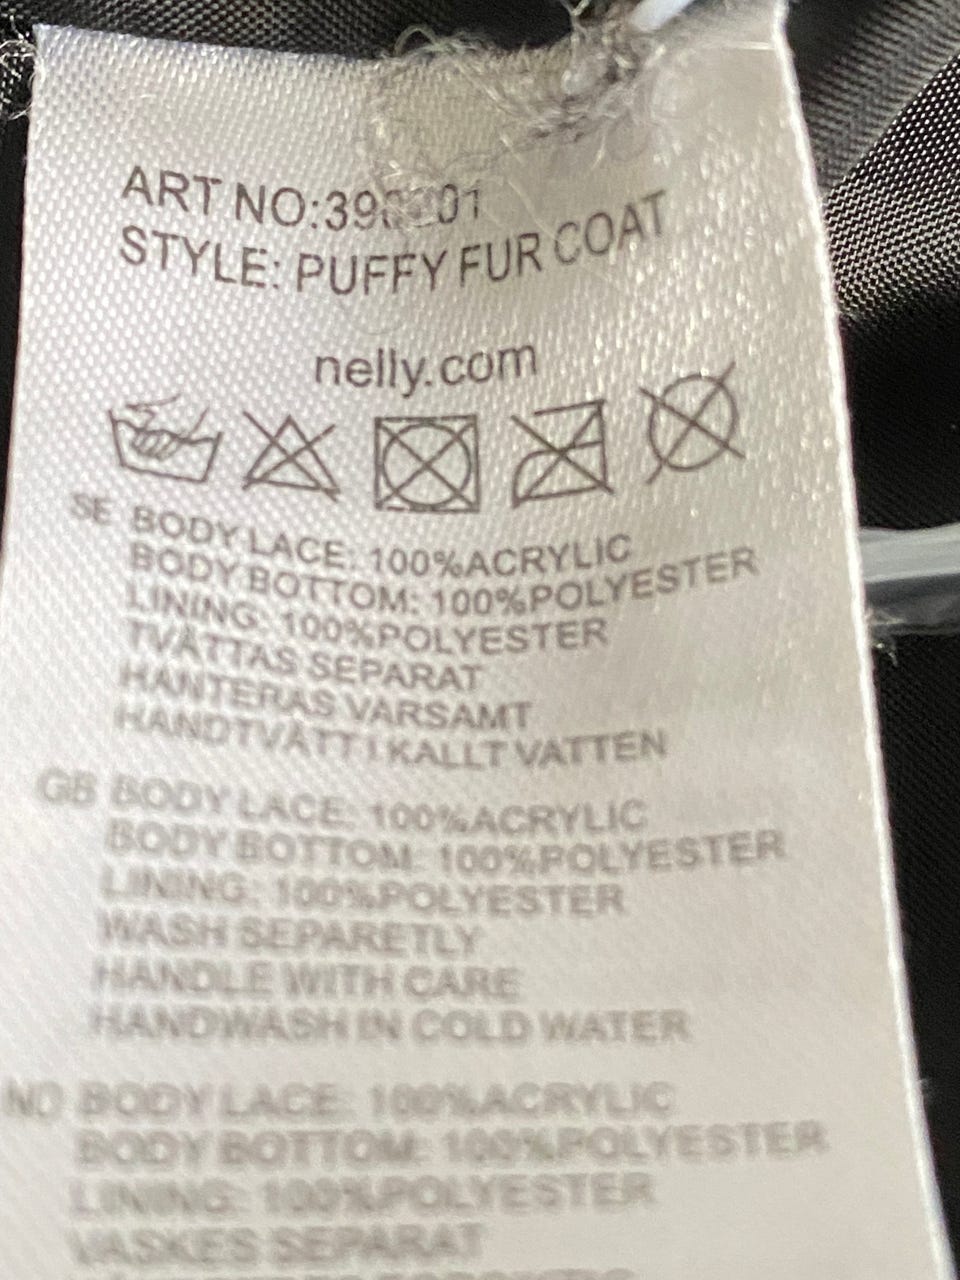 ART NO:
STYLE: PUFFY FUR COAT
nelly.com
SE BODY LACE: 100%ACRYLIC
BODY BOTTOM: 100%POLYESTER
LINING: 100%POLYESTER
TVÄTTAS SEPARAT
HANTERAS VARSAMT
HANDTVÄTT I KALLT VATTEN
GB BODY LACE: 100%ACRYLIC
BODY BOTTOM: 100%POLYESTER
LINING: 100%POLYESTER
WASH SEPARETLY
HANDLE WITH CARE
HANDWASH IN COLD WATER
NO BODY LACE: 100%ACRYLIC
BODY BOTTOM: 100%POLYESTER
LINING: 100%POLYESTER
VASKES SEPARAT